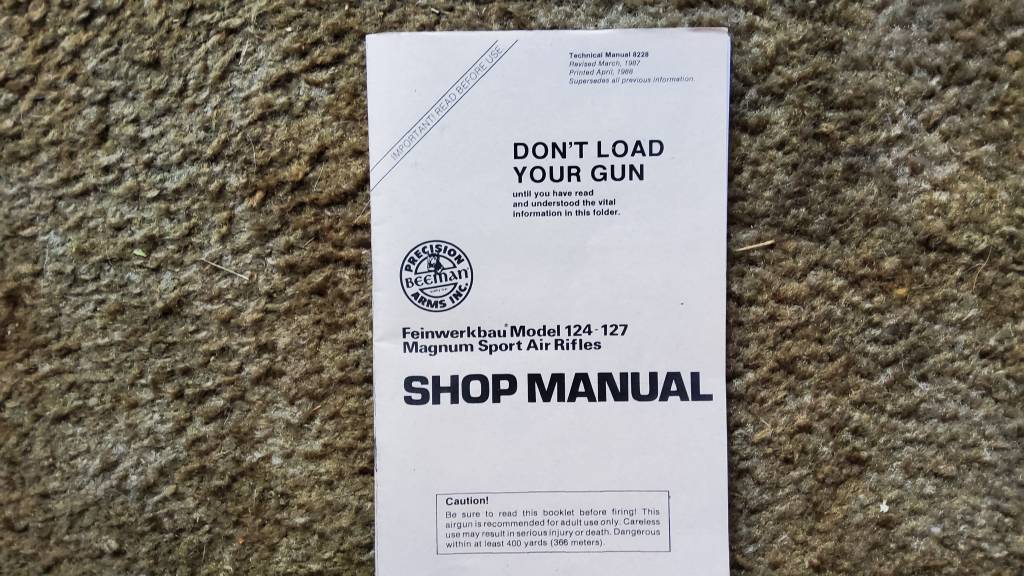 IMPORTANT! READ BEFORE USE
Technical Manual 8228
Revised March, 1987
Printed April, 1988
Supersedes all previous information.
DON'T LOAD
YOUR GUN
until you have read
and understood the vital
information in this folder.
PRECISION
BEEMAN
ARMS INC.
Feinwerkbau Model 124-127
Magnum Sport Air Rifles
SHOP MANUAL
Caution!
Be sure to read this booklet before firing! This
airgun is recommended for adult use only. Careless
use may result in serious injury or death. Dangerous
within at least 400 yards (366 meters).